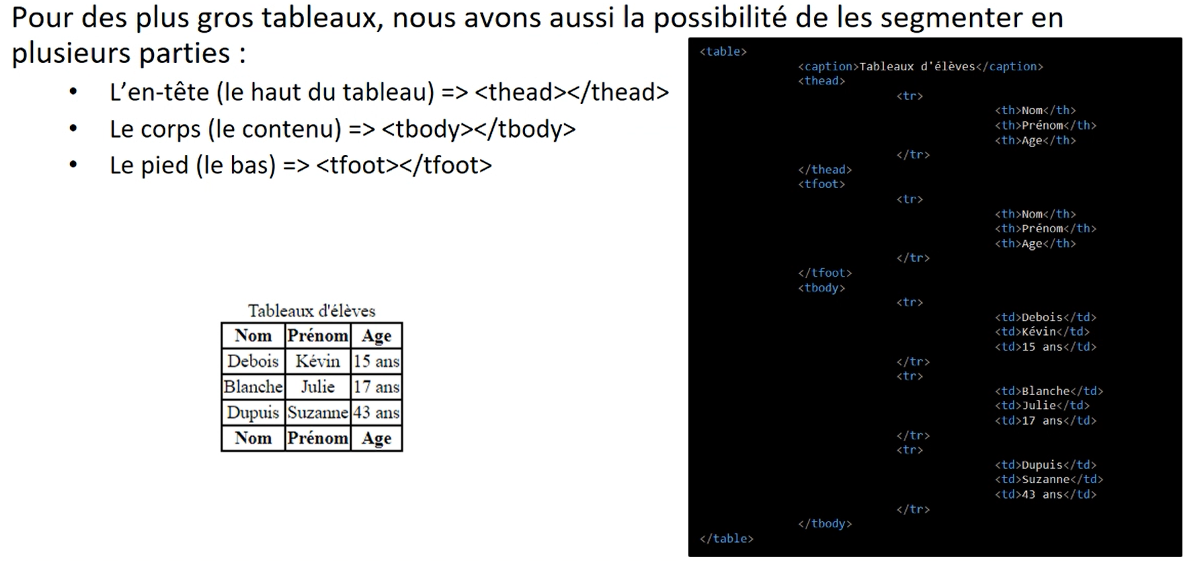 Pour des plus gros tableaux, nous avons aussi la possibilité de les segmenter en
plusieurs parties :
• L’en-tête (le haut du tableau) => <thead></thead>
• Le corps (le contenu) => <tbody></tbody>
• Le pied (le bas) => <tfoot></tfoot>
Tableaux d'élèves
Nom Prénom Age
Debois Kévin 15 ans
Blanche Julie 17 ans
Dupuis Suzanne 43 ans
Nom Prénom Age
<table>
<caption>Tableaux d'élèves</caption>
<thead>
<tr>
<th>Nom</th>
<th>Prénom</th>
<th>Age</th>
</tr>
</thead>
<tfoot>
<tr>
<th>Nom</th>
<th>Prénom</th>
<th>Age</th>
</tr>
</tfoot>
<tbody>
<tr>
<td>Debois</td>
<td>Kévin</td>
<td>15 ans</td>
</tr>
<tr>
<td>Blanche</td>
<td>Julie</td>
<td>17 ans</td>
</tr>
<tr>
<td>Dupuis</td>
<td>Suzanne</td>
<td>43 ans</td>
</tr>
</tbody>
</table>